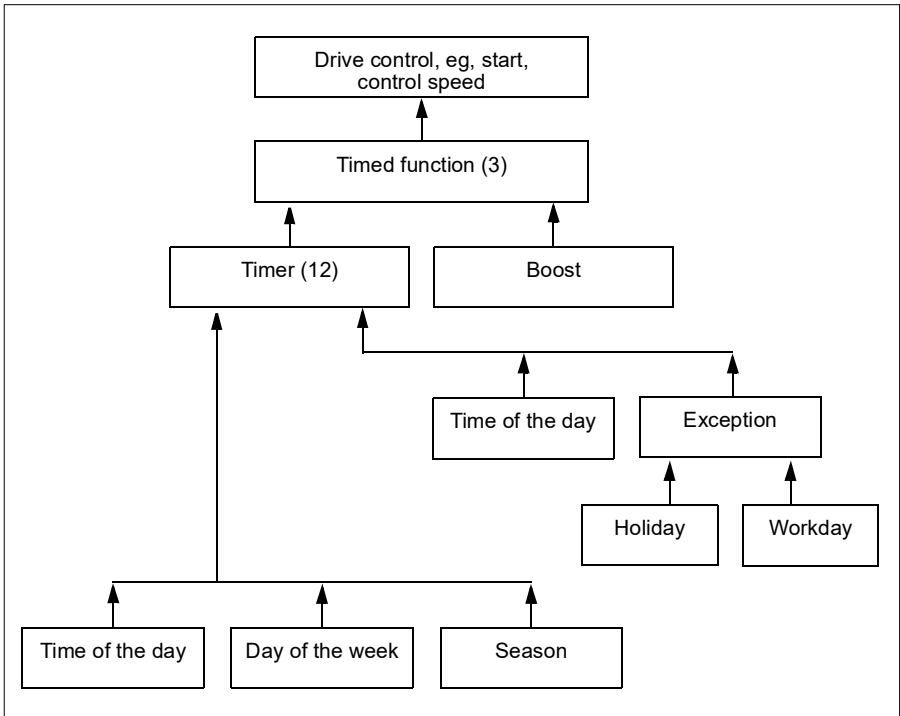 Drive control, eg, start,
control speed
Timed function (3)
Timer (12)
Boost
Time of the day
Exception
Holiday
Workday
Time of the day
Day of the week
Season